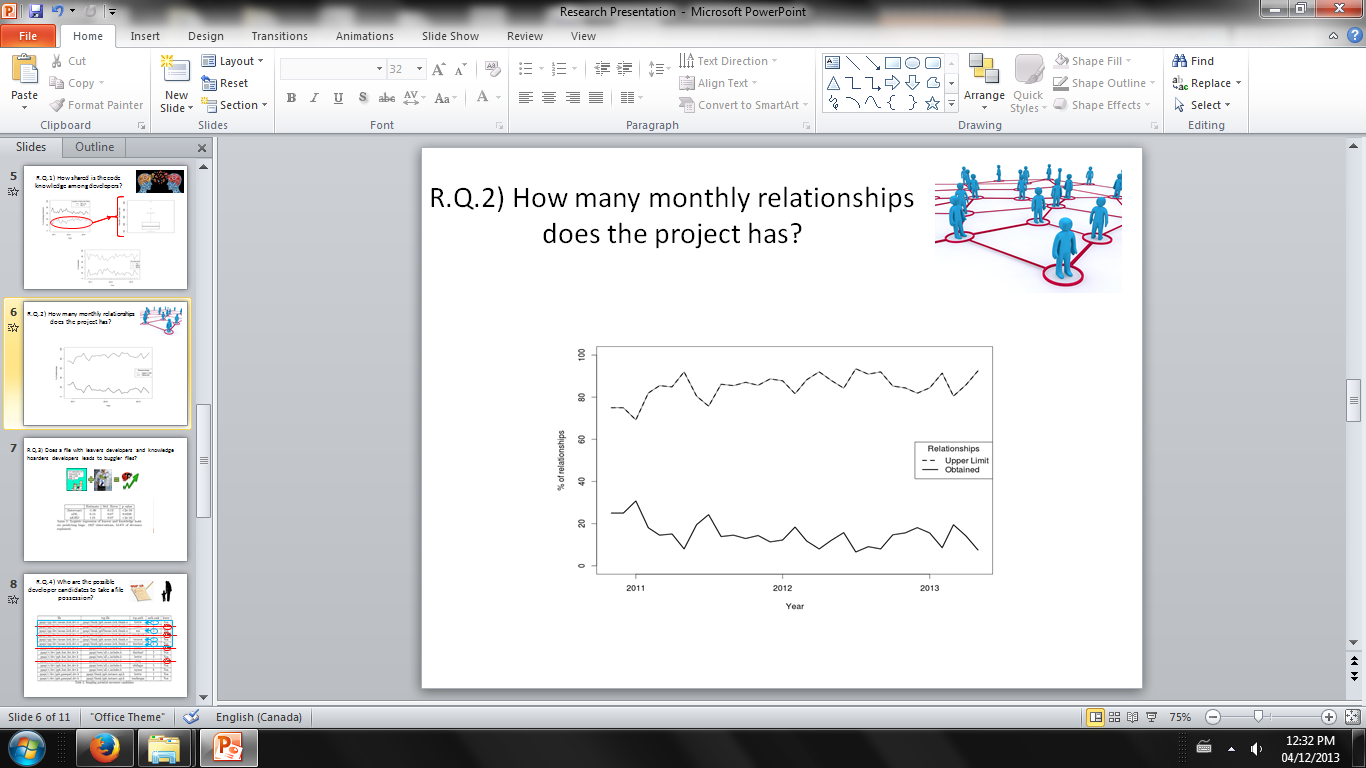 Research Presentation - Microsoft PowerPoint
File Home Insert Design Transitions Animations Slide Show Review View
Paste
Cut
Copy
Format Painter
Clipboard
New
Slide
Layout
Reset
Section
Slides
32
B I U S abc AV Aa A
Font
Text Direction
Align Text
Convert to SmartArt
Paragraph
Arrange
Quick
Styles
Shape Fill
Shape Outline
Shape Effects
Drawing
Find
Replace
Select
Editing
Slides Outline
5
R.Q. 1) How shared is the code
knowledge among developers?
6
R.Q. 2) How many monthly relationships
does the project has?
7
R.Q.3) Does a file with leavers developers and knowledge
hoarders developers leads to buggier files?
8
R.Q. 4) Who are the possible
developer candidates to take a file
possession?
R.Q.2) How many monthly relationships
does the project has?
100
80
60
40
20
0
% of relationships
Relationships
Upper Limit
Obtained
2011 2012 2013
Year
Slide 6 of 11 "Office Theme" English (Canada) 75%
12:32 PM
04/12/2013